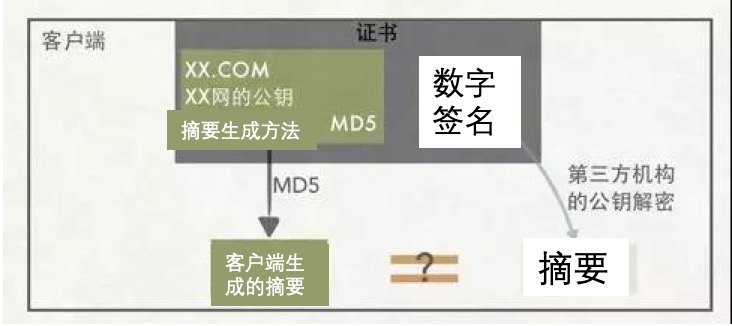 客户端
证书
XX.COM
XX网的公钥
摘要生成方法
MD5
数字
签名
MD5
第三方机构
的公钥解密
客户端生
成的摘要
?
摘要